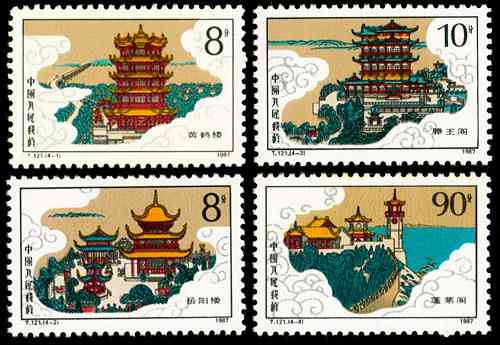 8分
中国人民邮政
黄鹤楼
T.121.(4-1)
1987
10分
中国人民邮政
滕王阁
T.121.(4-3)
1987
8分
中国人民邮政
岳阳楼
T.121.(4-2)
1987
90分
中国人民邮政
蓬莱阁
T.121.(4-4)
1987